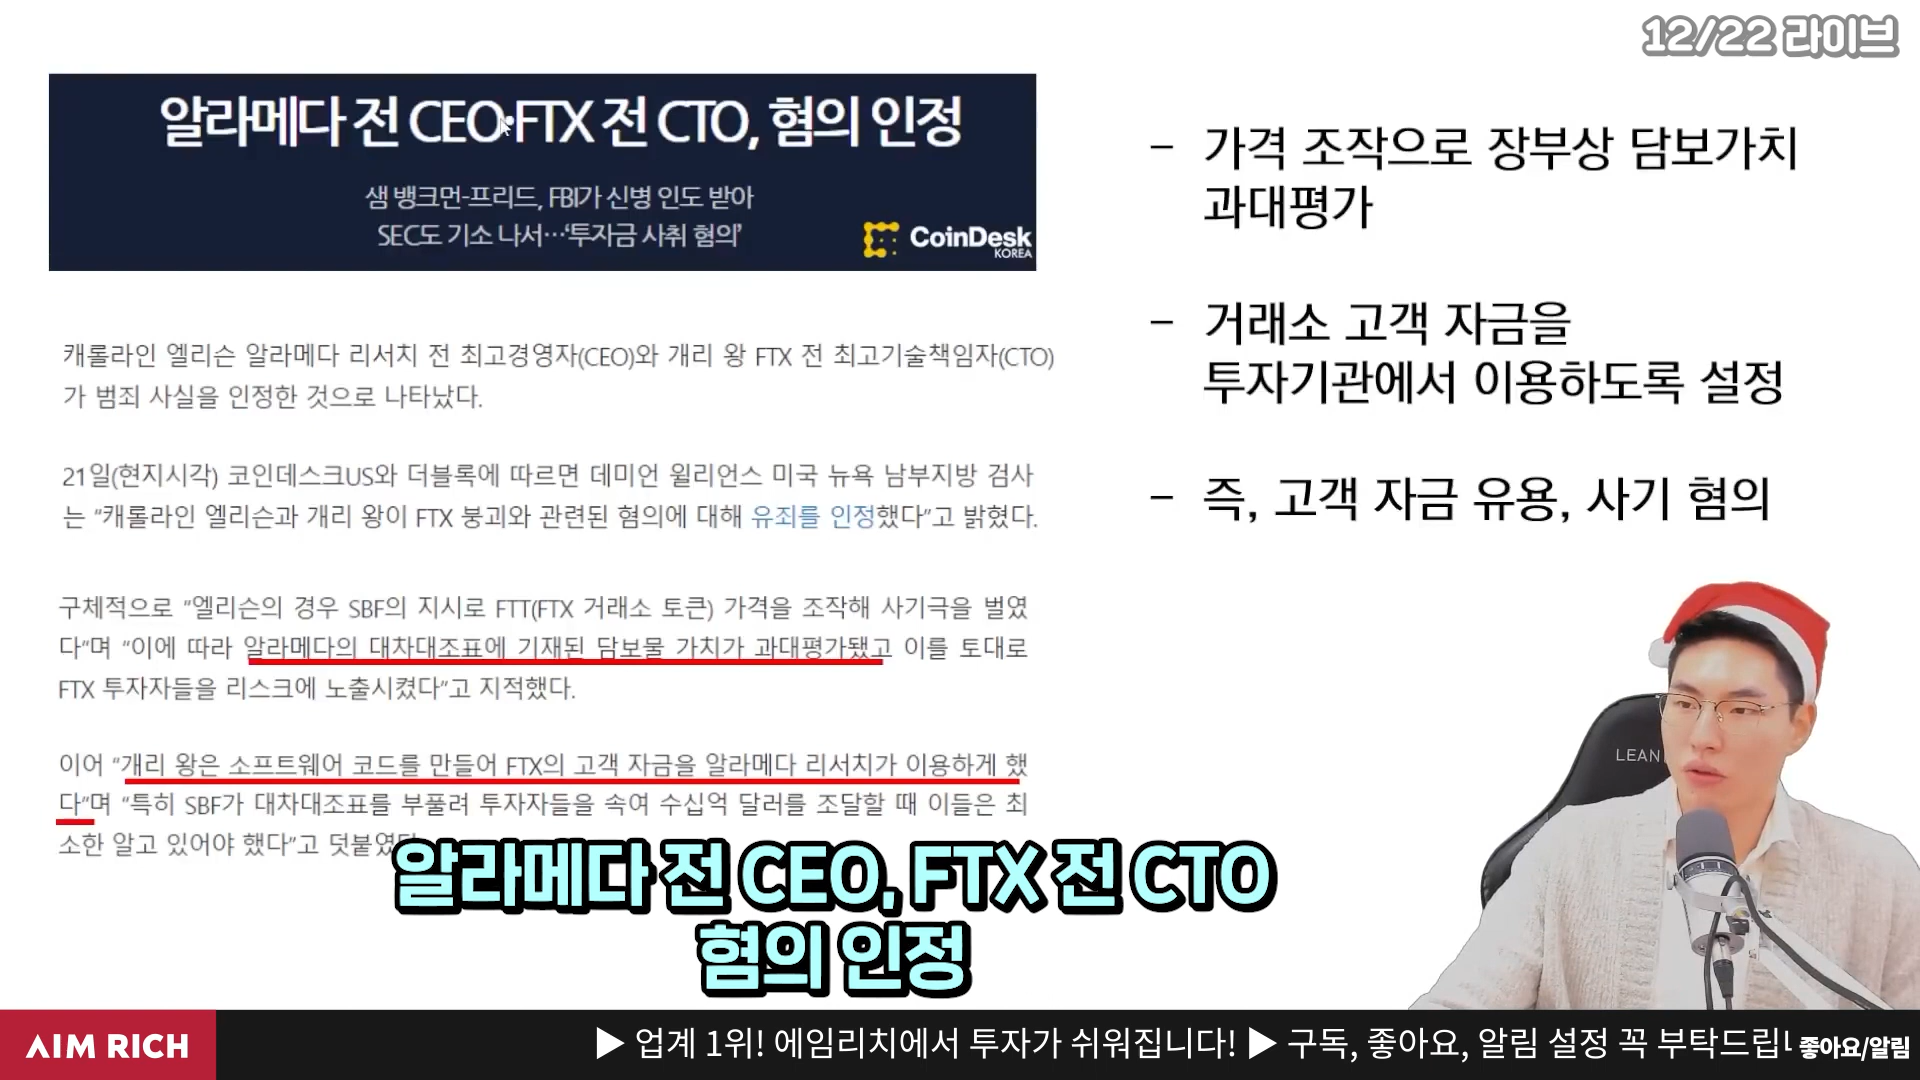 12/22 라이브
알라메다 전 CEO·FTX 전 CTO, 혐의 인정
샘 뱅크먼-프리드, FBI가 신병 인도 받아
SEC도 기소 나서…‘투자금 사취 혐의’
CoinDesk
KOREA
캐롤라인 엘리슨 알라메다 리서치 전 최고경영자(CEO)와 개리 왕 FTX 전 최고기술책임자(CTO)
가 범죄 사실을 인정한 것으로 나타났다.
21일(현지시각) 코인데스크US와 더블록에 따르면 데미언 윌리언스 미국 뉴욕 남부지방 검사
는 “캐롤라인 엘리슨과 개리 왕이 FTX 붕괴와 관련된 혐의에 대해 유죄를 인정했다”고 밝혔다.
구체적으로 “엘리슨의 경우 SBF의 지시로 FTT(FTX 거래소 토큰) 가격을 조작해 사기극을 벌였
다”며 “이에 따라 알라메다의 대차대조표에 기재된 담보물 가치가 과대평가됐고 이를 토대로
FTX 투자자들을 리스크에 노출시켰다”고 지적했다.
이어 “개리 왕은 소프트웨어 코드를 만들어 FTX의 고객 자금을 알라메다 리서치가 이용하게 했
다”며 “특히 SBF가 대차대조표를 부풀려 투자자들을 속여 수십억 달러를 조달할 때 이들은 최
소한 알고 있어야 했다”고 덧붙였다
- 가격 조작으로 장부상 담보가치
과대평가
- 거래소 고객 자금을
투자기관에서 이용하도록 설정
- 즉, 고객 자금 유용, 사기 혐의
LEAN
알라메다 전 CEO, FTX 전 CTO
혐의 인정
AIM RICH
▶ 업계 1위! 에임리치에서 투자가 쉬워집니다! ▶ 구독, 좋아요, 알림 설정 꼭 부탁드립니
좋아요/알림